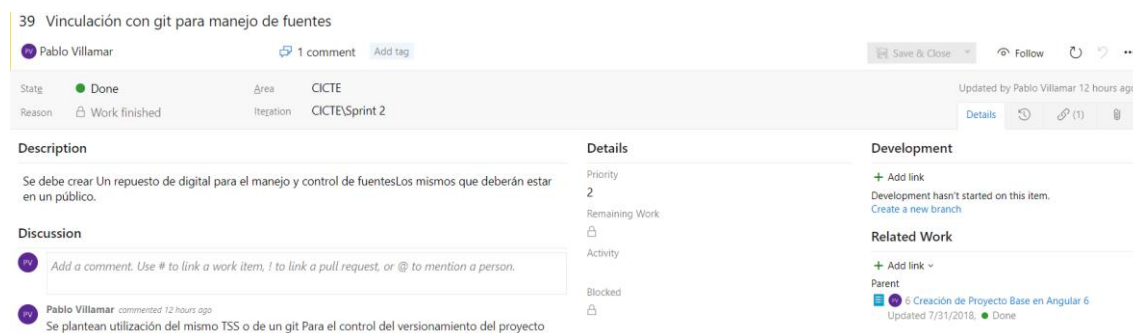 39 Vinculación con git para manejo de fuentes
PV Pablo Villamar
1 comment
Add tag
Save & Close
Follow
State
Done
Area
CICTE
Updated by Pablo Villamar 12 hours ago
Reason
Work finished
Iteration
CICTE\Sprint 2
Details
(1)
Description
Se debe crear Un repuesto de digital para el manejo y control de fuentesLos mismos que deberán estar
en un público.
Discussion
PV
Add a comment. Use # to link a work item, ! to link a pull request, or @ to mention a person.
PV
Pablo Villamar commented 12 hours ago
Se plantean utilización del mismo TSS o de un git Para el control del versionamiento del proyecto
Details
Priority
2
Remaining Work
Activity
Blocked
Development
+ Add link
Development hasn't started on this item.
Create a new branch
Related Work
+ Add link
Parent
PV 6 Creación de Proyecto Base en Angular 6
Updated 7/31/2018, Done